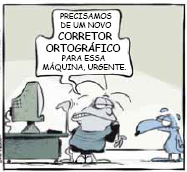 PRECISAMOS
DE UM NOVO
CORRETOR
ORTOGRÁFICO
PARA ESSA
MÁQUINA, URGENTE.